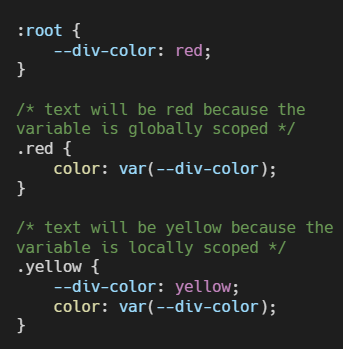 :root {
    --div-color: red;
}

/* text will be red because the
variable is globally scoped */
.red {
    color: var(--div-color);
}

/* text will be yellow because the
variable is locally scoped */
.yellow {
    --div-color: yellow;
    color: var(--div-color);
}